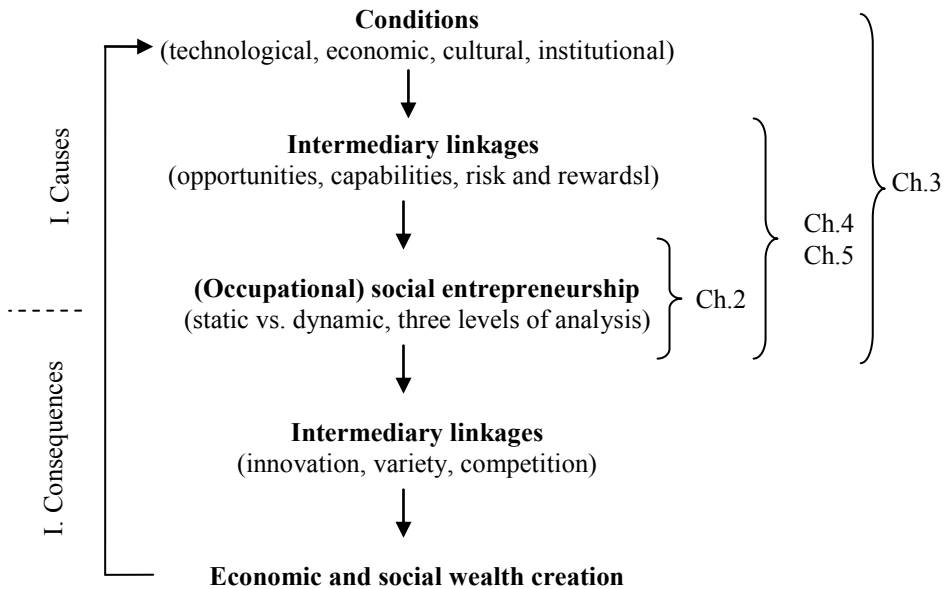 Conditions
(technological, economic, cultural, institutional)
Intermediary linkages
(opportunities, capabilities, risk and rewardsl)
(Occupational) social entrepreneurship
(static vs. dynamic, three levels of analysis)
Intermediary linkages
(innovation, variety, competition)
Economic and social wealth creation
I. Causes
I. Consequences
Ch.2
Ch.4
Ch.5
Ch.3